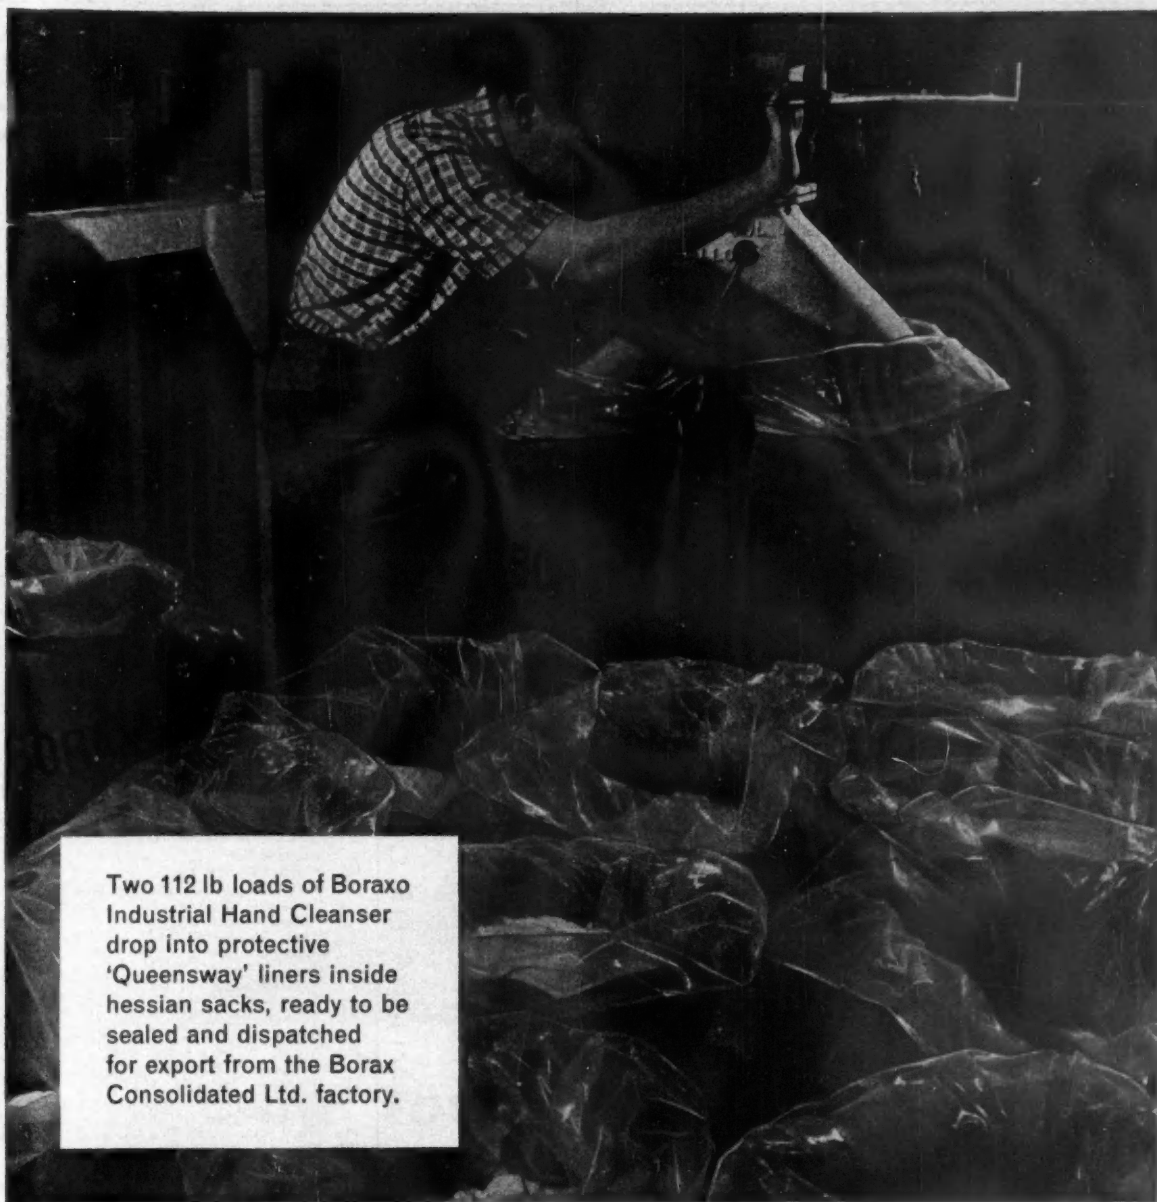 Two 112 lb loads of Boraxo
Industrial Hand Cleanser
drop into protective
‘Queensway’ liners inside
hessian sacks, ready to be
sealed and dispatched
for export from the Borax
Consolidated Ltd. factory.